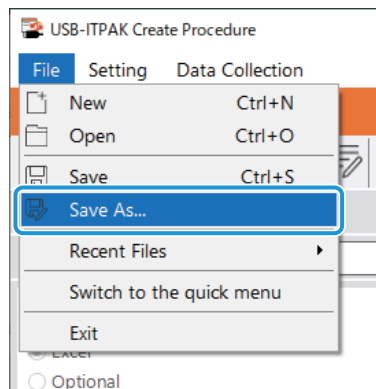 USB-ITPAK Create Procedure
File Setting Data Collection
New Ctrl+N
Open Ctrl+O
Save Ctrl+S
Save As...
Recent Files
Switch to the quick menu
Exit
Excel
Optional